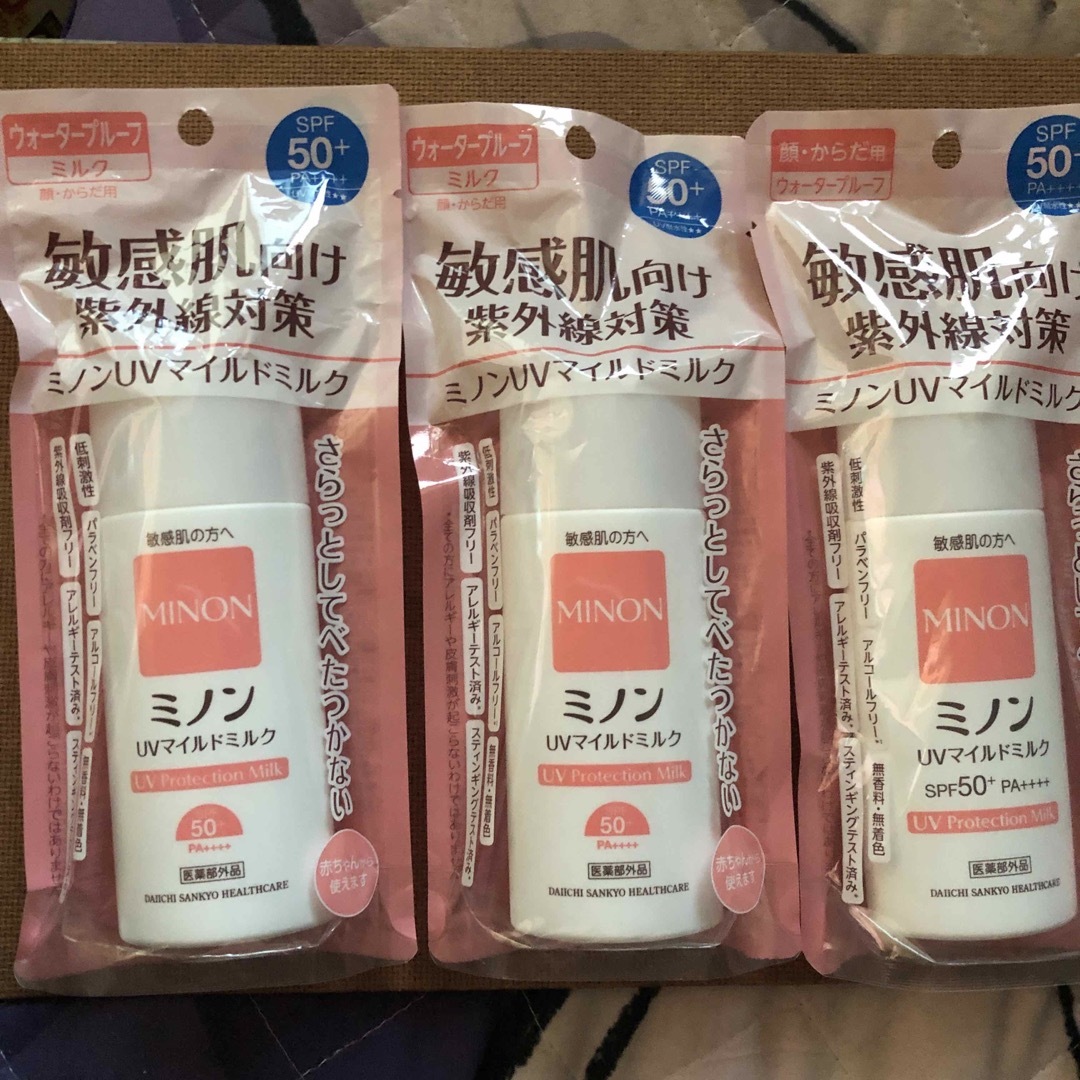 ウォータープルーフ
ミルク
顔・からだ用
SPF
50+
PA++++
敏感肌向け
紫外線対策
ミノンUVマイルドミルク
低刺激性
パラベンフリー
アルコールフリー
無香料・無着色
紫外線吸収剤フリー
アレルギーテスト済み。
スティンギングテスト済み。
さらっとしてべたつかない
敏感肌の方へ
MINON
ミノン
UVマイルドミルク
UV Protection Milk
50+
PA++++
医薬部外品
DAIICHI SANKYO HEALTHCARE
赤ちゃんから
使えます
ウォータープルーフ
ミルク
顔・からだ用
SPF
50+
PA++++
UV耐水性★★
敏感肌向け
紫外線対策
ミノンUVマイルドミルク
低刺激性
パラベンフリー
アルコールフリー
無香料・無着色
紫外線吸収剤フリー
アレルギーテスト済み。
スティンギングテスト済み。
さらっとしてべたつかない
敏感肌の方へ
MINON
ミノン
UVマイルドミルク
UV Protection Milk
50+
PA++++
医薬部外品
DAIICHI SANKYO HEALTHCARE
赤ちゃんから
使えます
顔・からだ用
ウォータープルーフ
SPF
50+
PA++++
UV耐水性★★
敏感肌向け
紫外線対策
ミノンUVマイルドミルク
低刺激性
パラベンフリー
アルコールフリー
無香料・無着色
紫外線吸収剤フリー
アレルギーテスト済み。
スティンギングテスト済み。
敏感肌の方へ
MINON
ミノン
UVマイルドミルク
SPF50+ PA++++
UV Protection Milk
医薬部外品
DAIICHI SANKYO HEALTHCARE